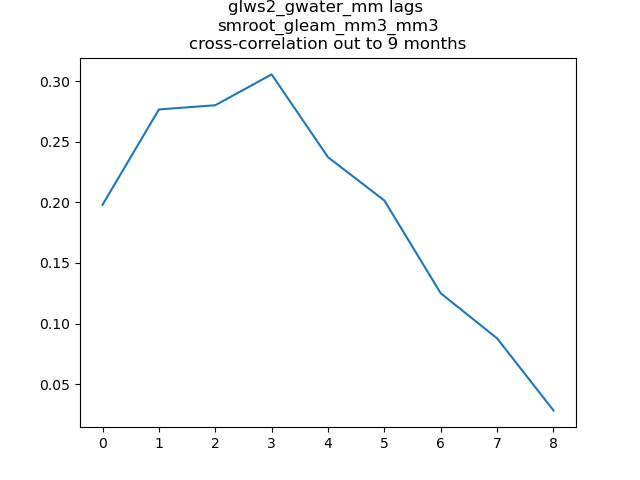 glws2_gwater_mm lags
smroot_gleam_mm3_mm3
cross-correlation out to 9 months
0.30
0.25
0.20
0.15
0.10
0.05
0 1 2 3 4 5 6 7 8